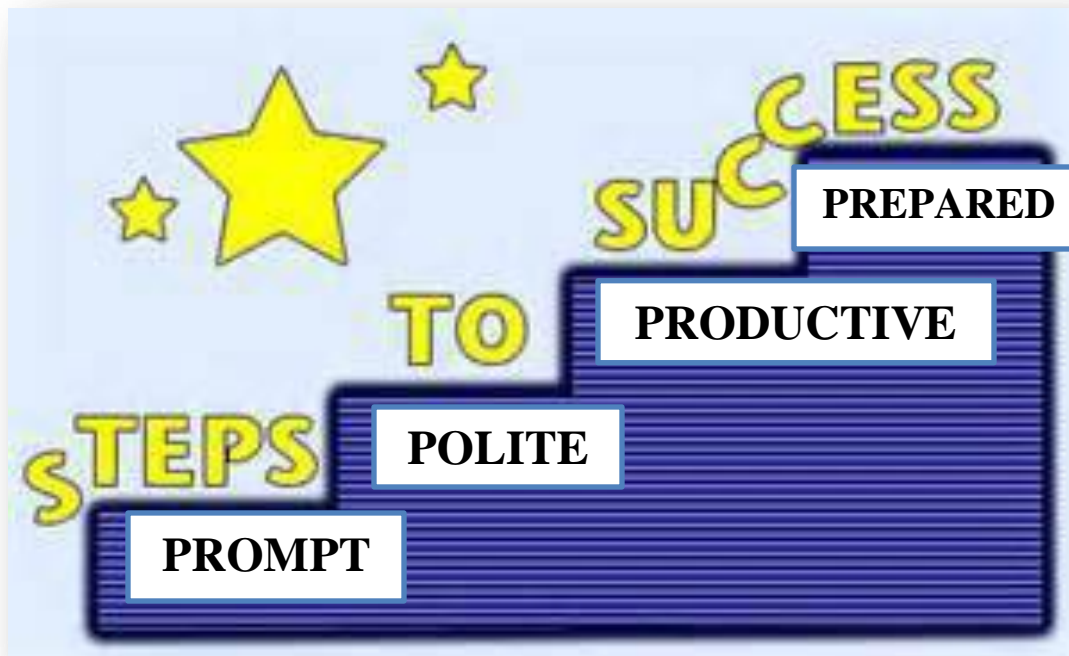 STEPS TO SUCCESS
PREPARED
PRODUCTIVE
POLITE
PROMPT